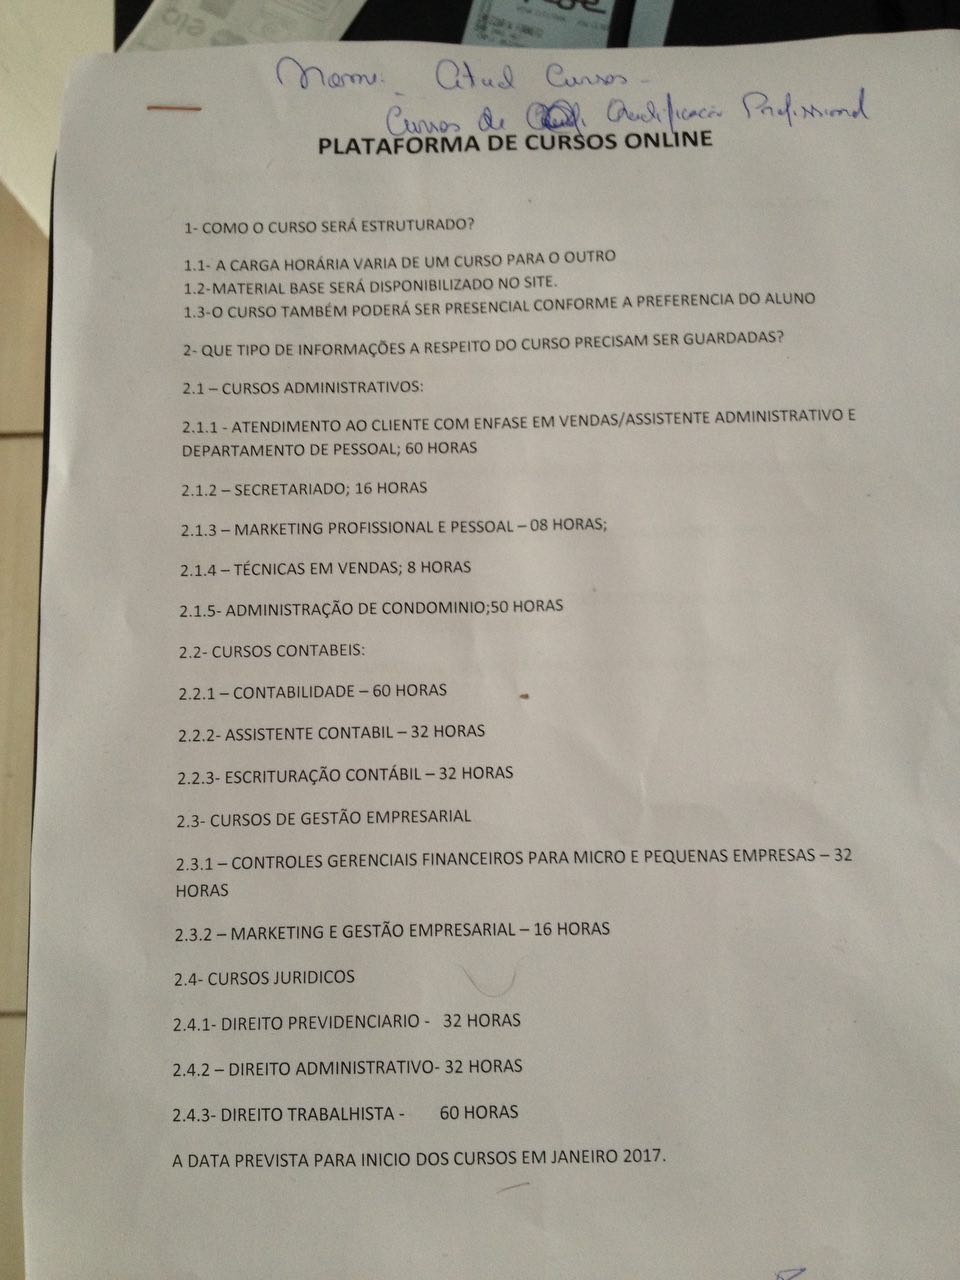 Nome: Atual Cursos -
Cursos de Qualificação Profissional
PLATAFORMA DE CURSOS ONLINE
1- COMO O CURSO SERÁ ESTRUTURADO?
1.1- A CARGA HORÁRIA VARIA DE UM CURSO PARA O OUTRO
1.2-MATERIAL BASE SERÁ DISPONIBILIZADO NO SITE.
1.3-O CURSO TAMBÉM PODERÁ SER PRESENCIAL CONFORME A PREFERENCIA DO ALUNO
2- QUE TIPO DE INFORMAÇÕES A RESPEITO DO CURSO PRECISAM SER GUARDADAS?
2.1 – CURSOS ADMINISTRATIVOS:
2.1.1 - ATENDIMENTO AO CLIENTE COM ENFASE EM VENDAS/ASSISTENTE ADMINISTRATIVO E
DEPARTAMENTO DE PESSOAL; 60 HORAS
2.1.2 – SECRETARIADO; 16 HORAS
2.1.3 – MARKETING PROFISSIONAL E PESSOAL – 08 HORAS;
2.1.4 – TÉCNICAS EM VENDAS; 8 HORAS
2.1.5- ADMINISTRAÇÃO DE CONDOMINIO;50 HORAS
2.2- CURSOS CONTABEIS:
2.2.1 – CONTABILIDADE – 60 HORAS
2.2.2- ASSISTENTE CONTABIL – 32 HORAS
2.2.3- ESCRITURAÇÃO CONTÁBIL – 32 HORAS
2.3- CURSOS DE GESTÃO EMPRESARIAL
2.3.1 – CONTROLES GERENCIAIS FINANCEIROS PARA MICRO E PEQUENAS EMPRESAS – 32
HORAS
2.3.2 – MARKETING E GESTÃO EMPRESARIAL – 16 HORAS
2.4- CURSOS JURIDICOS
2.4.1- DIREITO PREVIDENCIARIO - 32 HORAS
2.4.2 – DIREITO ADMINISTRATIVO- 32 HORAS
2.4.3- DIREITO TRABALHISTA - 60 HORAS
A DATA PREVISTA PARA INICIO DOS CURSOS EM JANEIRO 2017.